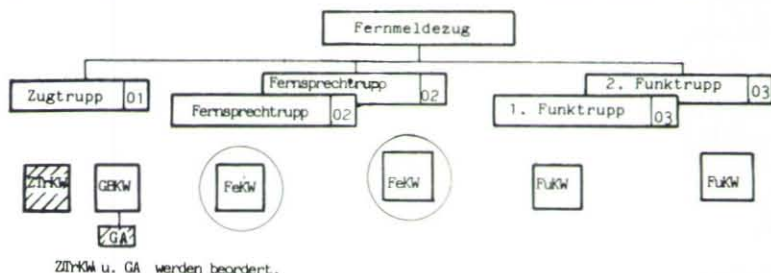 Fernmeldezug
Zugtrupp 01
Fernsprechtrupp 02
Fernsprechtrupp 02
2. Funktrupp 03
1. Funktrupp 03
ZTrKW
GBKW
FeKW
FeKW
FuKW
FuKW
GA
ZTrKW u. GA werden beordert.